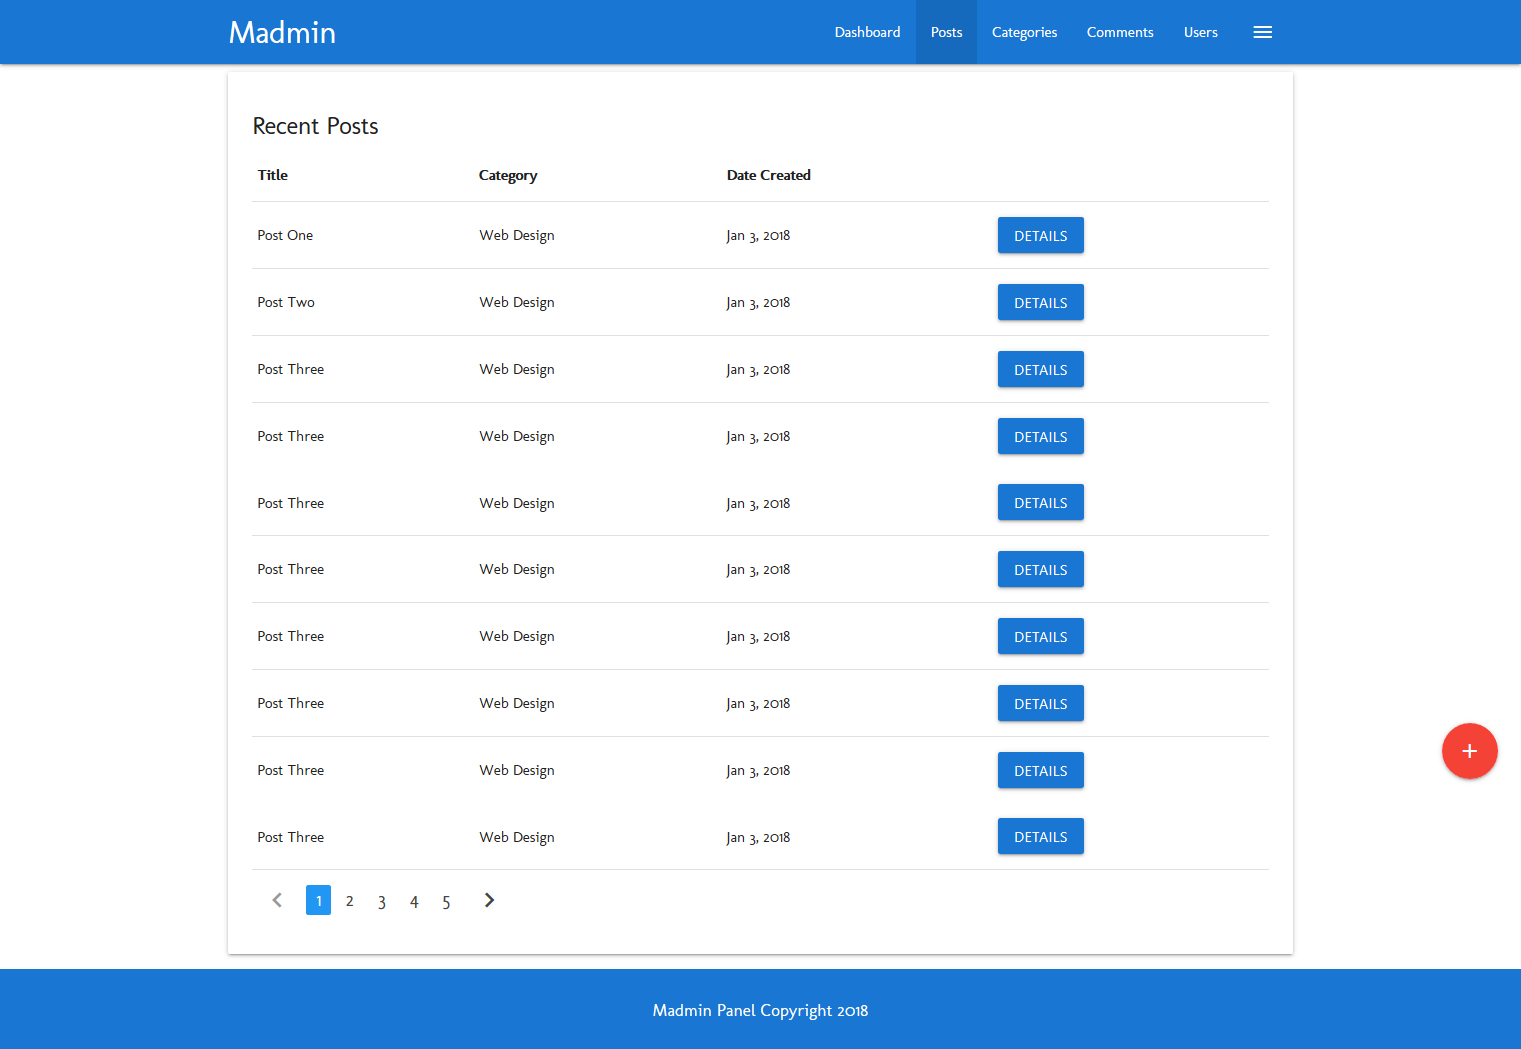 Madmin Dashboard Posts Categories Comments Users
Recent Posts
Title Category Date Created
Post One Web Design Jan 3, 2018 DETAILS
Post Two Web Design Jan 3, 2018 DETAILS
Post Three Web Design Jan 3, 2018 DETAILS
Post Three Web Design Jan 3, 2018 DETAILS
Post Three Web Design Jan 3, 2018 DETAILS
Post Three Web Design Jan 3, 2018 DETAILS
Post Three Web Design Jan 3, 2018 DETAILS
Post Three Web Design Jan 3, 2018 DETAILS
Post Three Web Design Jan 3, 2018 DETAILS
Post Three Web Design Jan 3, 2018 DETAILS
1 2 3 4 5
Madmin Panel Copyright 2018